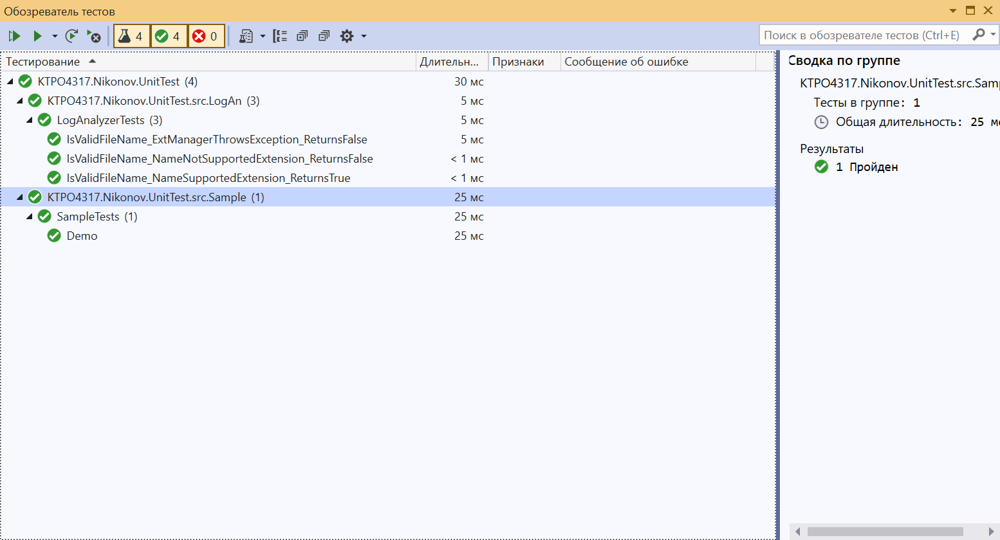 Обозреватель тестов
4 4 0
Поиск в обозревателе тестов (Ctrl+E)
Тестирование Длительн... Признаки Сообщение об ошибке
KTPO4317.Nikonov.UnitTest (4) 30 мс
KTPO4317.Nikonov.UnitTest.src.LogAn (3) 5 мс
LogAnalyzerTests (3) 5 мс
IsValidFileName_ExtManagerThrowsException_ReturnsFalse 5 мс
IsValidFileName_NameNotSupportedExtension_ReturnsFalse < 1 мс
IsValidFileName_NameSupportedExtension_ReturnsTrue < 1 мс
KTPO4317.Nikonov.UnitTest.src.Sample (1) 25 мс
SampleTests (1) 25 мс
Demo 25 мс
Сводка по группе
KTPO4317.Nikonov.UnitTest.src.Sam
Тесты в группе: 1
Общая длительность: 25 м
Результаты
1 Пройден